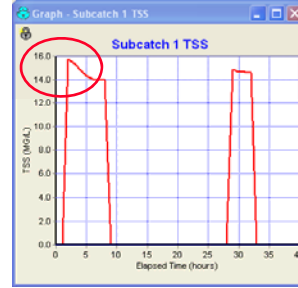 Graph - Subcatch 1 TSS
Subcatch 1 TSS
16.0
14.0
12.0
10.0
8.0
6.0
4.0
2.0
0.0
TSS (MG/L)
0 5 10 15 20 25 30 35 4
Elapsed Time (hours)